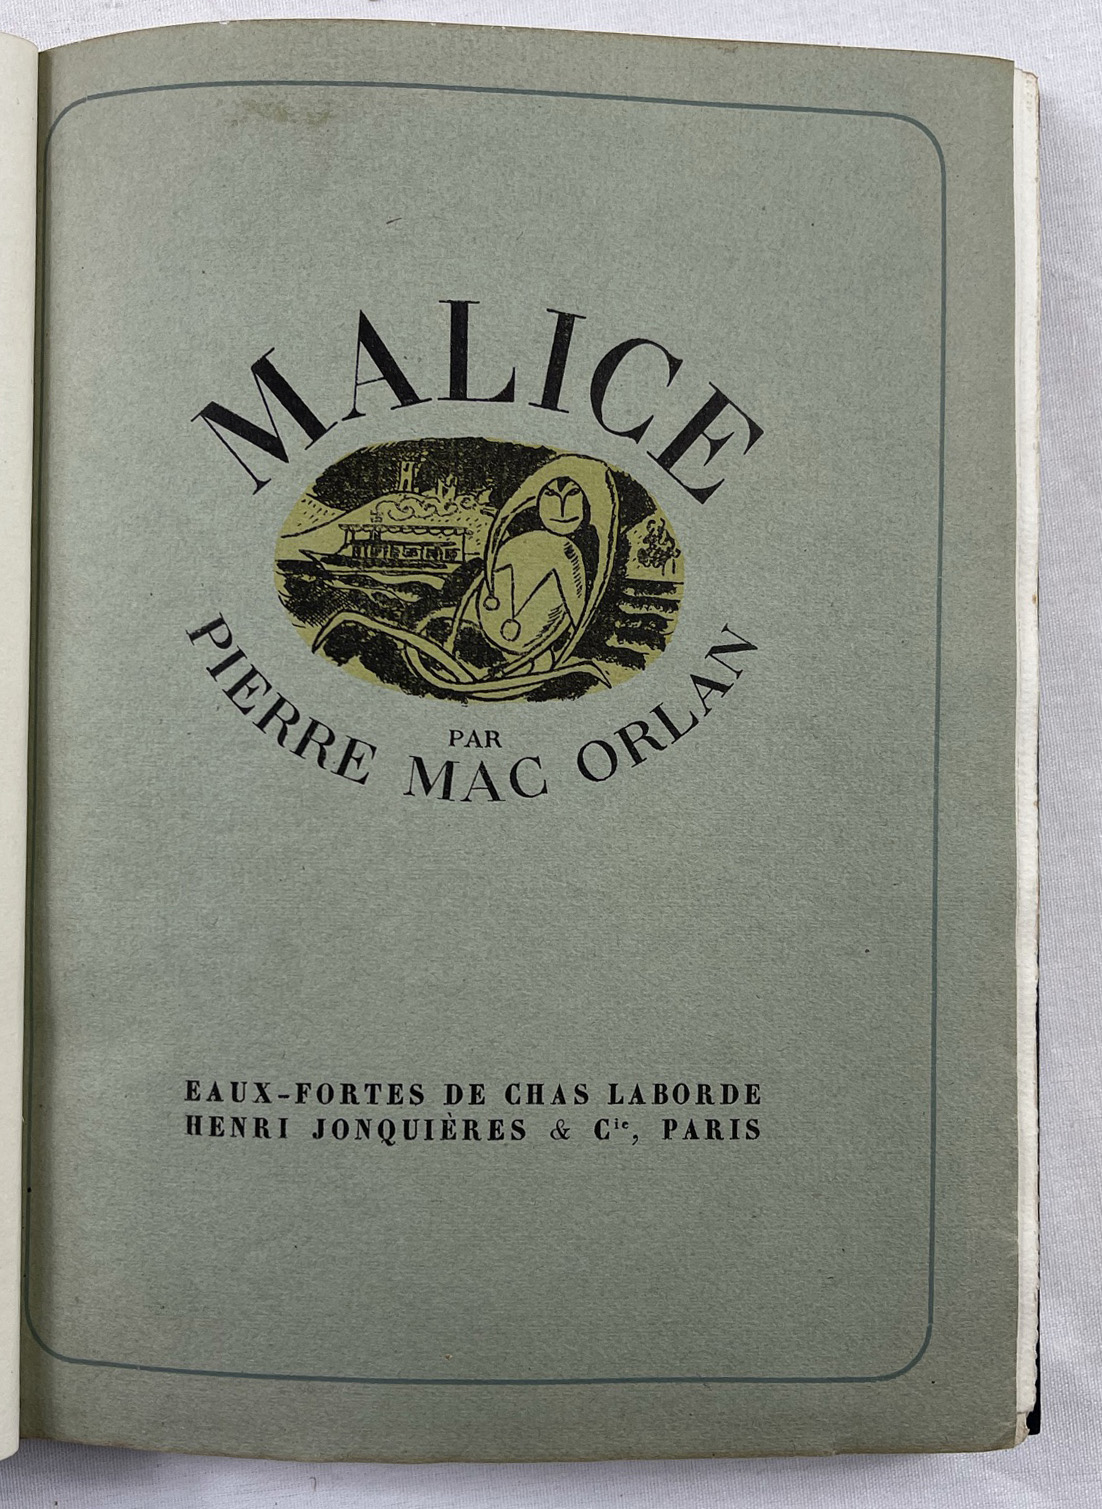 MALICE
PAR
PIERRE MAC ORLAN
EAUX-FORTES DE CHAS LABORDE
HENRI JONQUIÈRES & Cie, PARIS